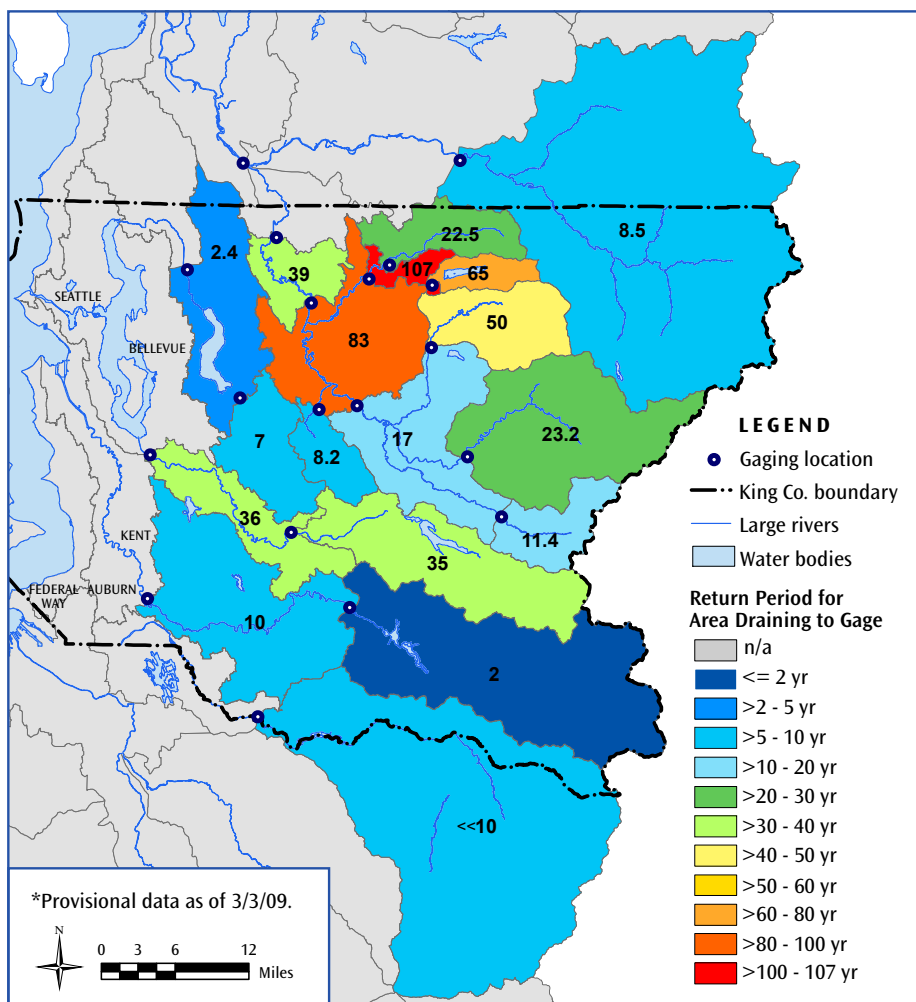 2.4
22.5
8.5
39
107
65
SEATTLE
50
BELLEVUE
83
17
23.2
7
8.2
LEGEND
Gaging location
King Co. boundary
Large rivers
Water bodies
36
11.4
KENT
35
FEDERAL
WAY
AUBURN
10
2
<<10
Return Period for
Area Draining to Gage
n/a
<= 2 yr
>2 - 5 yr
>5 - 10 yr
>10 - 20 yr
>20 - 30 yr
>30 - 40 yr
>40 - 50 yr
>50 - 60 yr
>60 - 80 yr
>80 - 100 yr
>100 - 107 yr
*Provisional data as of 3/3/09.
N
0 3 6 12
Miles